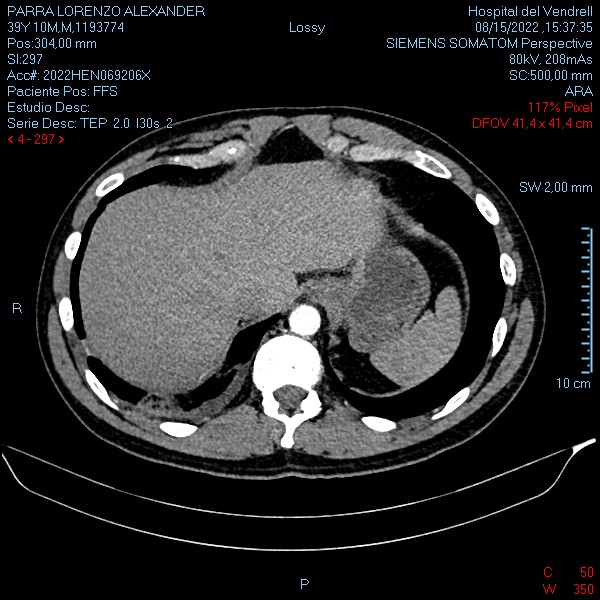 PARRA LORENZO ALEXANDER
39Y 10M,M,1193774
Pos:304,00 mm
SI:297
Acc#: 2022HEN069206X
Paciente Pos: FFS
Estudio Desc:
Serie Desc: TEP 2.0 I30s 2
< 4 - 297 >
Lossy
Hospital del Vendrell
08/15/2022 ,15:37:35
SIEMENS SOMATOM Perspective
80kV, 208mAs
SC:500,00 mm
ARA
117% Pixel
DFOV 41,4 x 41,4 cm
SW 2,00 mm
R
10 cm
P
C 50
W 350